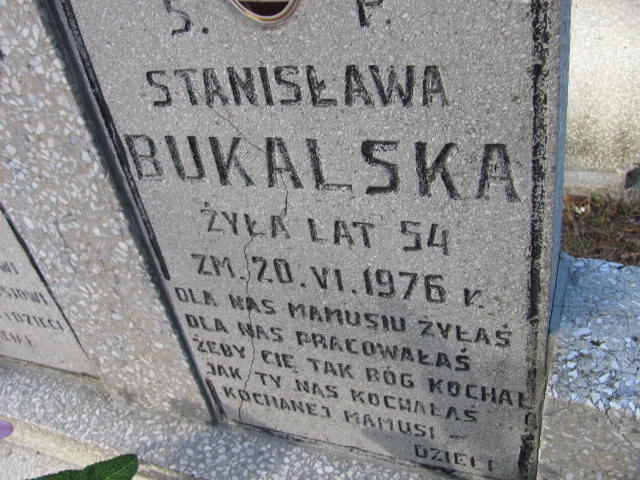 Ś. P.
STANISŁAWA
BUKALSKA
ŻYŁA LAT 54
ZM. 20. VI. 1976 r.
DLA NAS MAMUSIU ŻYŁAŚ
DLA NAS PRACOWAŁAŚ
ŻEBY CIĘ TAK BÓG KOCHAŁ
JAK TY NAS KOCHAŁAŚ
KOCHANEJ MAMUSI –
DZIECI